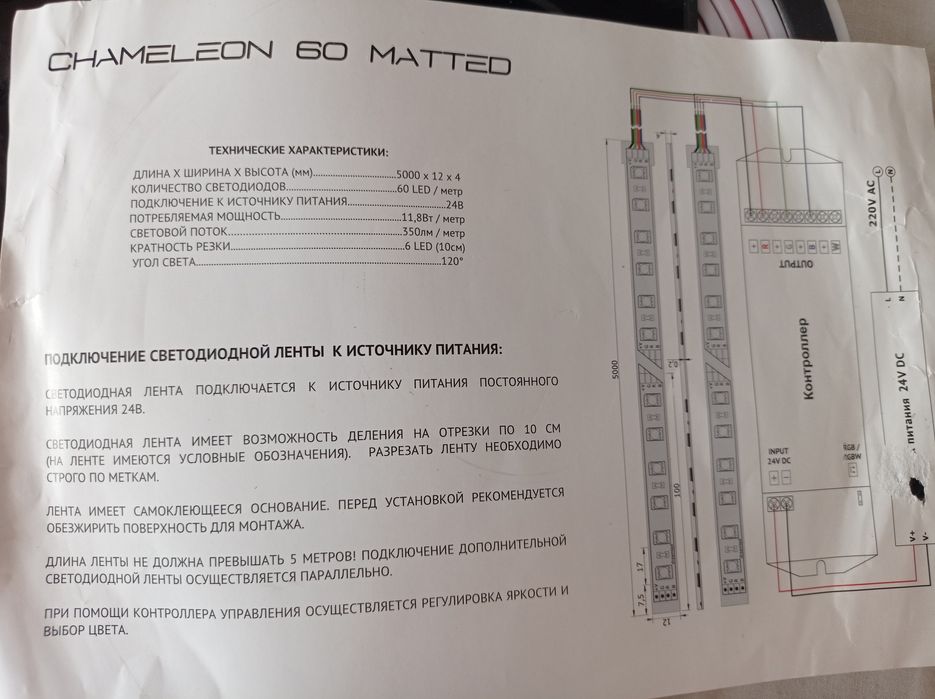 CHAMELEON 60 MATTED
ТЕХНИЧЕСКИЕ ХАРАКТЕРИСТИКИ:
ДЛИНА X ШИРИНА X ВЫСОТА (мм)....................5000 x 12 x 4
КОЛИЧЕСТВО СВЕТОДИОДОВ...........................60 LED / метр
ПОДКЛЮЧЕНИЕ К ИСТОЧНИКУ ПИТАНИЯ.......................24В
ПОТРЕБЛЯЕМАЯ МОЩНОСТЬ............................11,8Вт / метр
СВЕТОВОЙ ПОТОК.........................................350лм / метр
КРАТНОСТЬ РЕЗКИ.........................................6 LED (10см)
УГОЛ СВЕТА..........................................................120°
ПОДКЛЮЧЕНИЕ СВЕТОДИОДНОЙ ЛЕНТЫ К ИСТОЧНИКУ ПИТАНИЯ:
СВЕТОДИОДНАЯ ЛЕНТА ПОДКЛЮЧАЕТСЯ К ИСТОЧНИКУ ПИТАНИЯ ПОСТОЯННОГО
НАПРЯЖЕНИЯ 24В.
СВЕТОДИОДНАЯ ЛЕНТА ИМЕЕТ ВОЗМОЖНОСТЬ ДЕЛЕНИЯ НА ОТРЕЗКИ ПО 10 СМ
(НА ЛЕНТЕ ИМЕЮТСЯ УСЛОВНЫЕ ОБОЗНАЧЕНИЯ). РАЗРЕЗАТЬ ЛЕНТУ НЕОБХОДИМО
СТРОГО ПО МЕТКАМ.
ЛЕНТА ИМЕЕТ САМОКЛЕЮЩЕЕСЯ ОСНОВАНИЕ. ПЕРЕД УСТАНОВКОЙ РЕКОМЕНДУЕТСЯ
ОБЕЗЖИРИТЬ ПОВЕРХНОСТЬ ДЛЯ МОНТАЖА.
ДЛИНА ЛЕНТЫ НЕ ДОЛЖНА ПРЕВЫШАТЬ 5 МЕТРОВ! ПОДКЛЮЧЕНИЕ ДОПОЛНИТЕЛЬНОЙ
СВЕТОДИОДНОЙ ЛЕНТЫ ОСУЩЕСТВЛЯЕТСЯ ПАРАЛЛЕЛЬНО.
ПРИ ПОМОЩИ КОНТРОЛЛЕРА УПРАВЛЕНИЯ ОСУЩЕСТВЛЯЕТСЯ РЕГУЛИРОВКА ЯРКОСТИ И
ВЫБОР ЦВЕТА.
5000
0,2
100
17
7,5
12
+ R + G + B + W
OUTPUT
Контроллер
INPUT
24V DC
+ -
RGB /
RGBW
220V AC
L
N
L
N
питания 24V DC
V+
V-